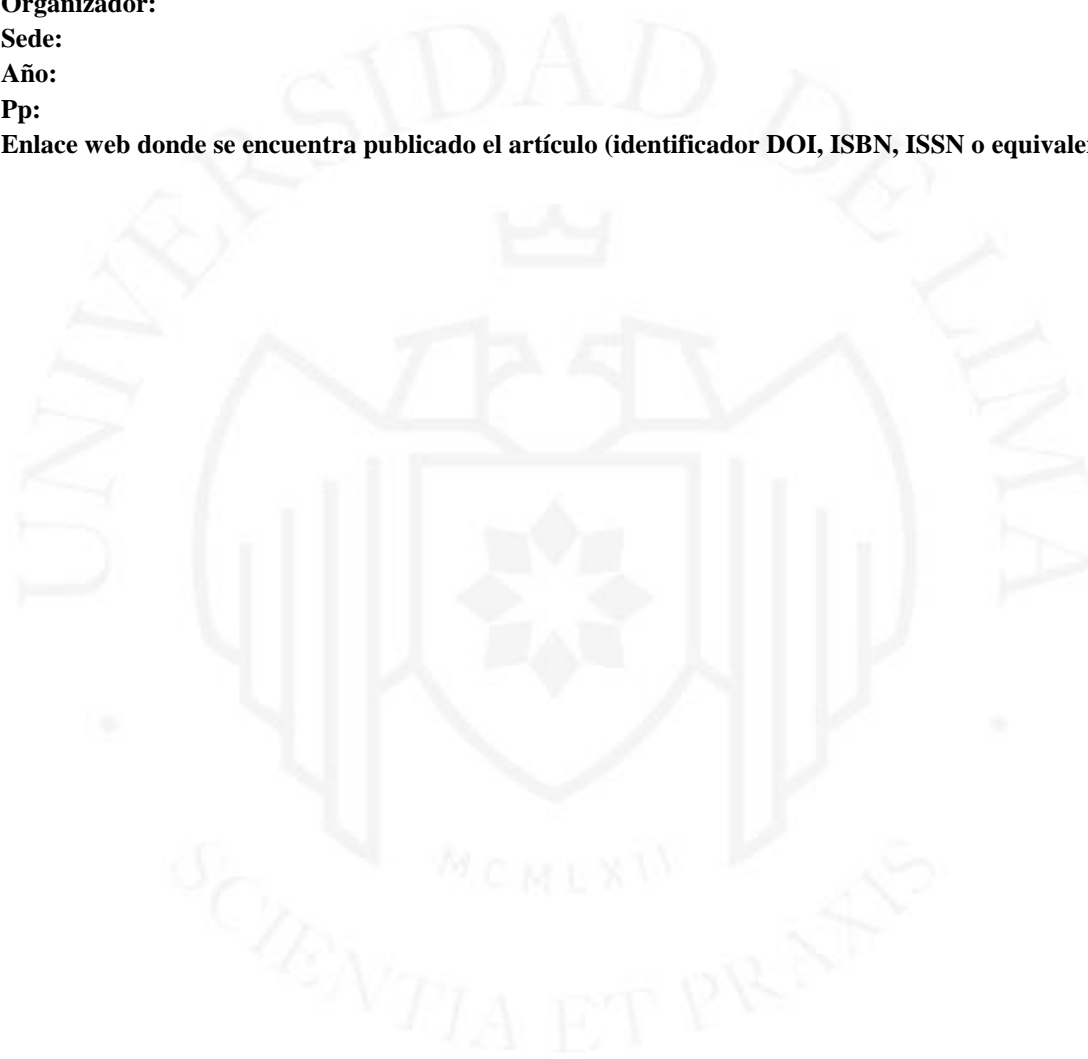 Organizador:
Sede:
Año:
Pp:
Enlace web donde se encuentra publicado el artículo (identificador DOI, ISBN, ISSN o
UNIVERSIDAD DE LIMA
MCMLXII
SCIENTIA ET PRAXIS